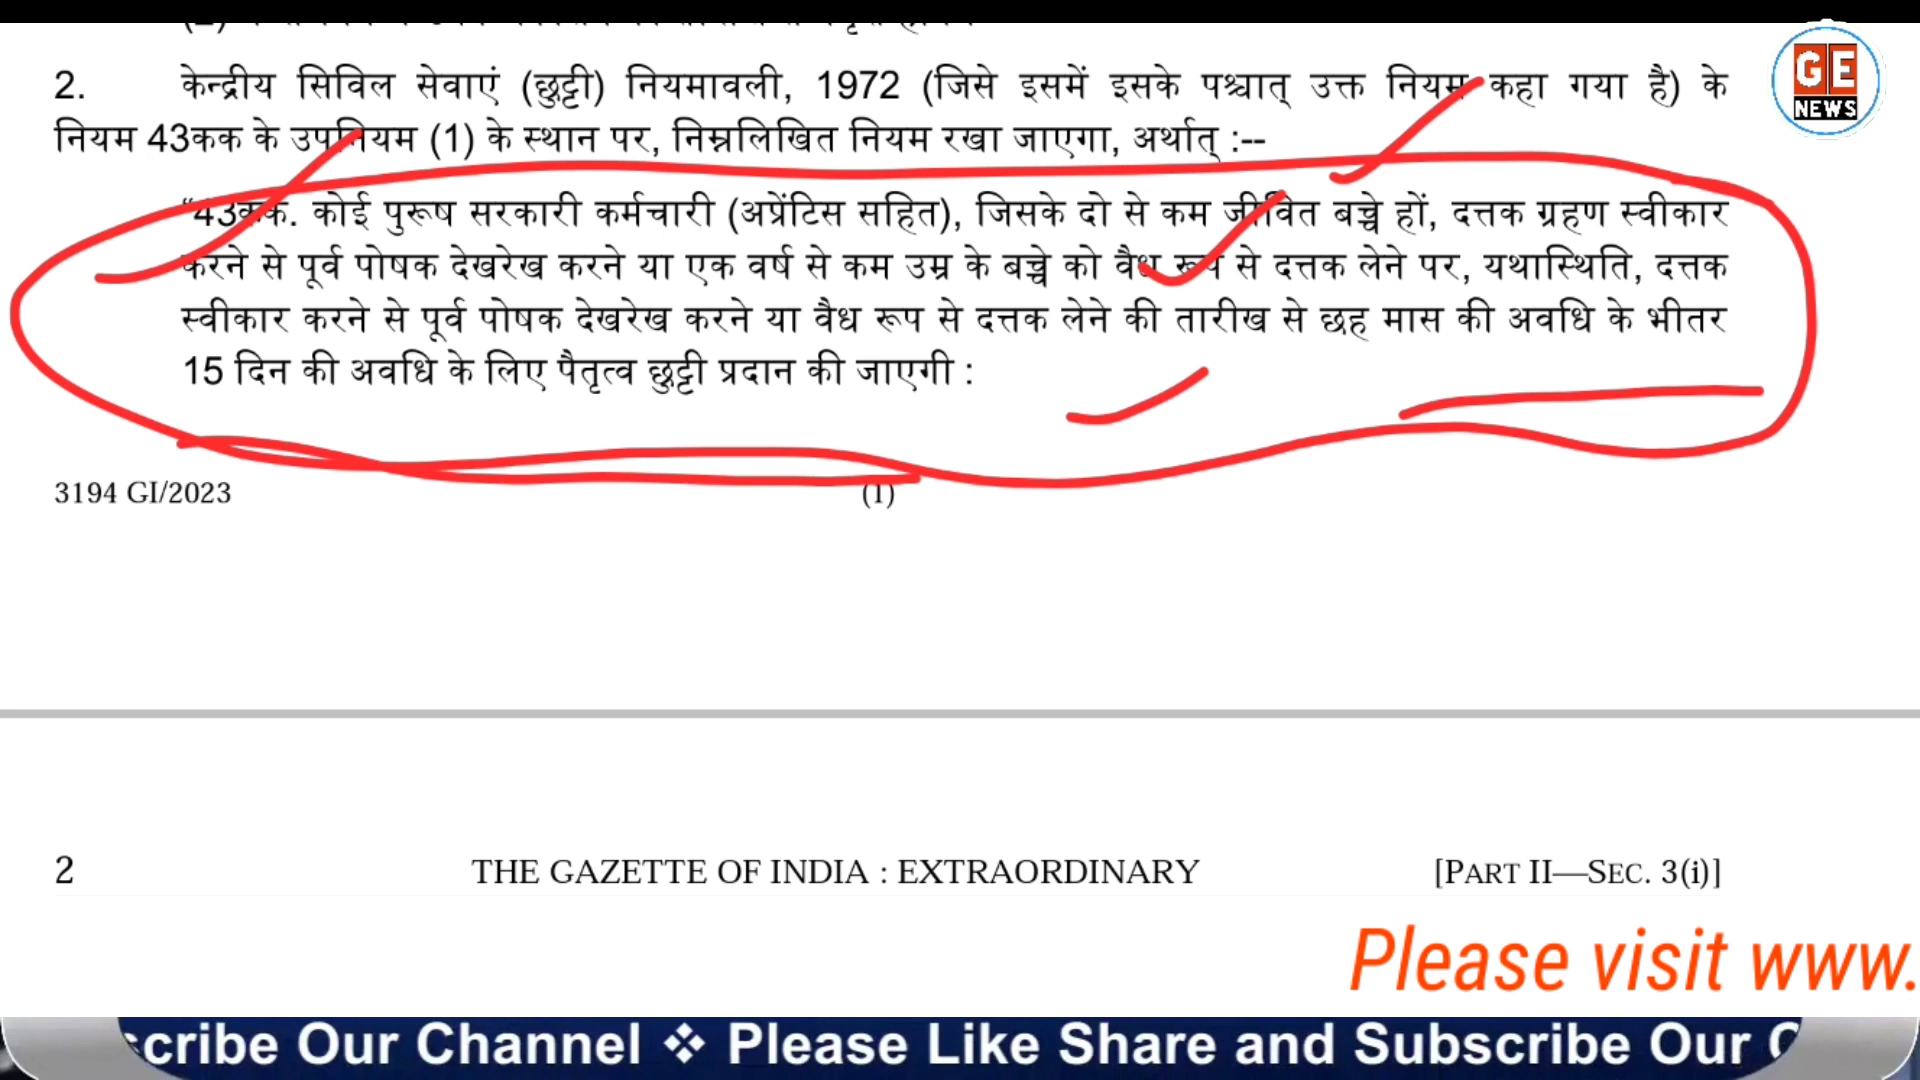 2. केन्द्रीय सिविल सेवाएं (छुट्टी) नियमावली, 1972 (जिसे इसमें इसके पश्चात् उक्त नियम कहा गया है) के
नियम 43कक के उपनियम (1) के स्थान पर, निम्नलिखित नियम रखा जाएगा, अर्थात् :--
"43कक. कोई पुरूष सरकारी कर्मचारी (अप्रेंटिस सहित), जिसके दो से कम जीवित बच्चे हों, दत्तक ग्रहण स्वीकार
करने से पूर्व पोषक देखरेख करने या एक वर्ष से कम उम्र के बच्चे को वैध रूप से दत्तक लेने पर, यथास्थिति, दत्तक
स्वीकार करने से पूर्व पोषक देखरेख करने या वैध रूप से दत्तक लेने की तारीख से छह मास की अवधि के भीतर
15 दिन की अवधि के लिए पैतृत्व छुट्टी प्रदान की जाएगी :
3194 GI/2023 (1)
2 THE GAZETTE OF INDIA : EXTRAORDINARY [PART II—SEC. 3(i)]
GE
NEWS
Please visit www.
scribe Our Channel ❖ Please Like Share and Subscribe Our